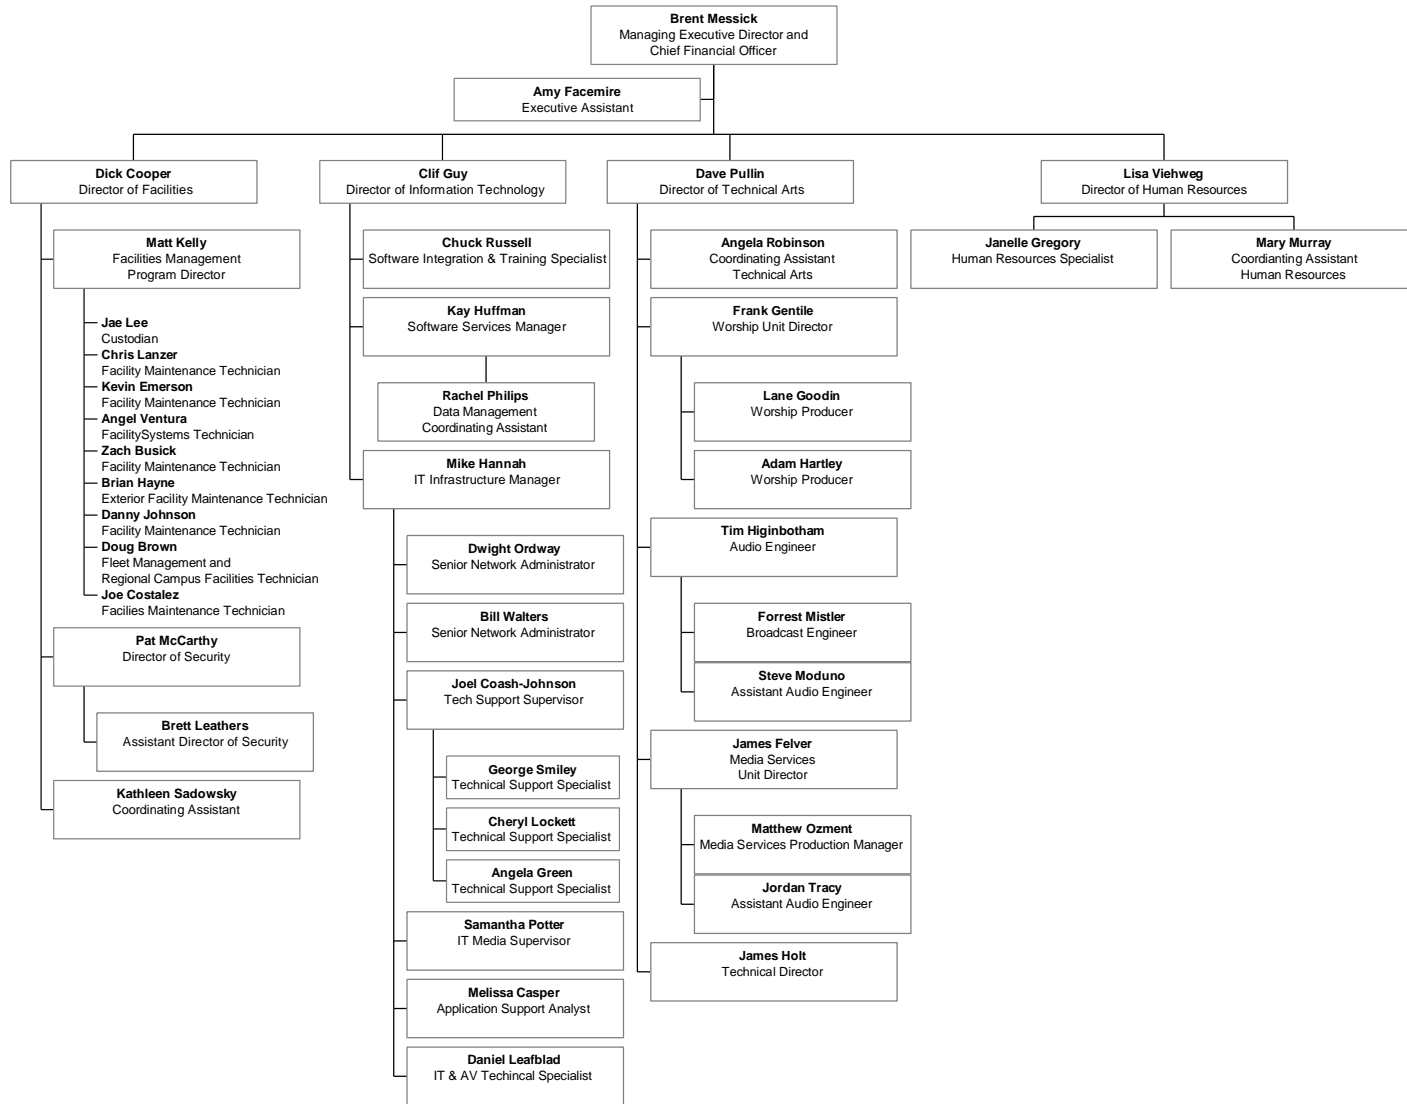 Brent Messick
Managing Executive Director and
Chief Financial Officer
Amy Facemire
Executive Assistant
Dick Cooper
Director of Facilities
Matt Kelly
Facilities Management
Program Director
Jae Lee
Custodian
Chris Lanzer
Facility Maintenance Technician
Kevin Emerson
Facility Maintenance Technician
Angel Ventura
FacilitySystems Technician
Zach Busick
Facility Maintenance Technician
Brian Hayne
Exterior Facility Maintenance Technician
Danny Johnson
Facility Maintenance Technician
Doug Brown
Fleet Management and
Regional Campus Facilities Technician
Joe Costalez
Facilies Maintenance Technician
Pat McCarthy
Director of Security
Brett Leathers
Assistant Director of Security
Kathleen Sadowsky
Coordinating Assistant
Clif Guy
Director of Information Technology
Chuck Russell
Software Integration & Training Specialist
Kay Huffman
Software Services Manager
Rachel Philips
Data Management
Coordinating Assistant
Mike Hannah
IT Infrastructure Manager
Dwight Ordway
Senior Network Administrator
Bill Walters
Senior Network Administrator
Joel Coash-Johnson
Tech Support Supervisor
George Smiley
Technical Support Specialist
Cheryl Lockett
Technical Support Specialist
Angela Green
Technical Support Specialist
Samantha Potter
IT Media Supervisor
Melissa Casper
Application Support Analyst
Daniel Leafblad
IT & AV Techincal Specialist
Dave Pullin
Director of Technical Arts
Angela Robinson
Coordinating Assistant
Technical Arts
Frank Gentile
Worship Unit Director
Lane Goodin
Worship Producer
Adam Hartley
Worship Producer
Tim Higinbotham
Audio Engineer
Forrest Mistler
Broadcast Engineer
Steve Moduno
Assistant Audio Engineer
James Felver
Media Services
Unit Director
Matthew Ozment
Media Services Production Manager
Jordan Tracy
Assistant Audio Engineer
James Holt
Technical Director
Lisa Viehweg
Director of Human Resources
Janelle Gregory
Human Resources Specialist
Mary Murray
Coordianting Assistant
Human Resources